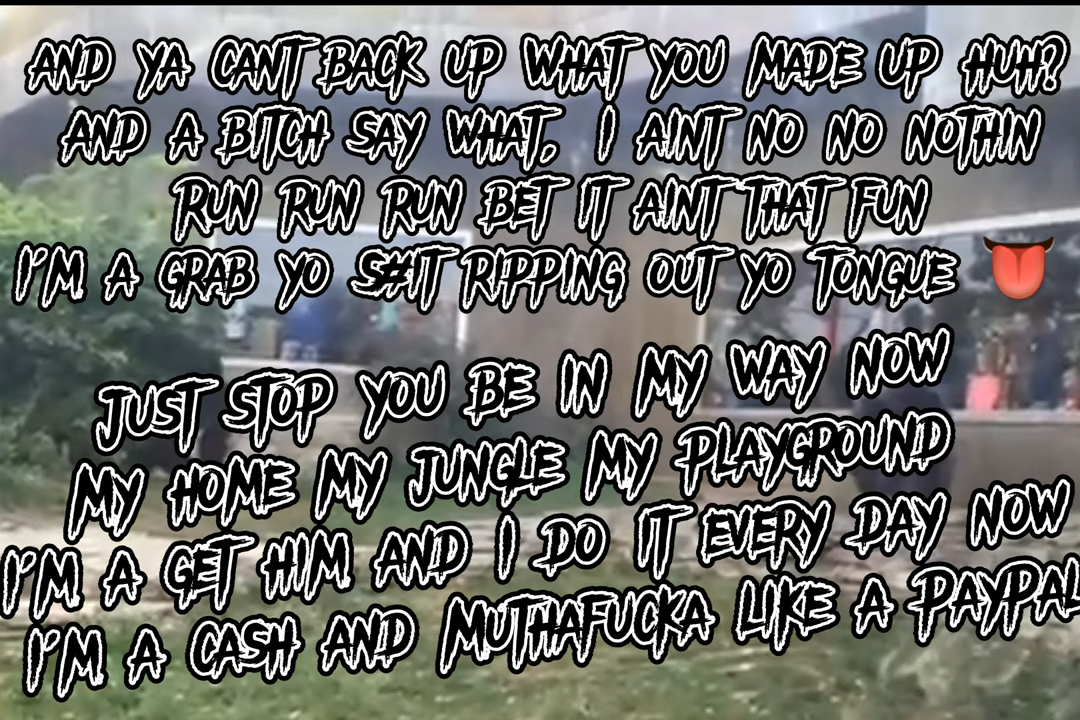 AND YA CANT BACK UP WHAT YOU MADE UP HUH?
AND A BITCH SAY WHAT, I AINT NO NO NOTHIN
RUN RUN RUN BET IT AINT THAT FUN
I'M A GRAB YO S#IT RIPPING OUT YO TONGUE 👅
JUST STOP YOU BE IN MY WAY NOW
MY HOME MY JUNGLE MY PLAYGROUND
I'M A GET HIM AND I DO IT EVERY DAY NOW
I'M A CASH AND MUTHAFUCKA LIKE A PAYPAL